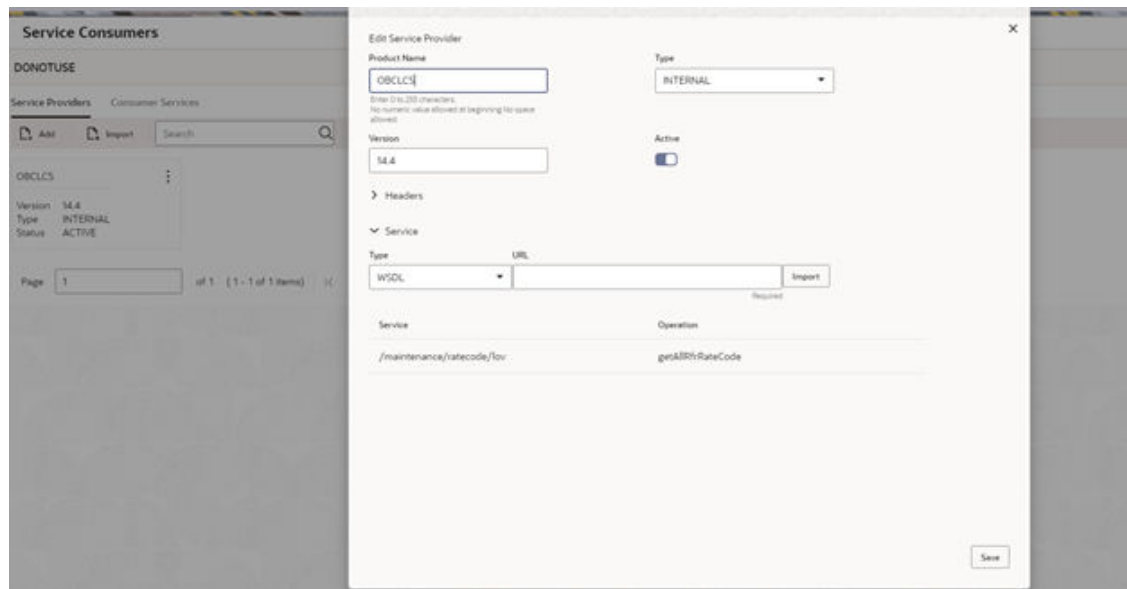 Service Consumers
DONOTUSE
Service Providers Consumer Services
Add Import Search
OBCLCS
Version 14.4
Type INTERNAL
Status ACTIVE
Page 1 of 1 (1 - 1 of 1 items)
Edit Service Provider
Product Name Type
OBCLCS INTERNAL
Enter 0 to 255 characters.
No numeric value allowed at beginning No space
allowed.
Version Active
14.4
Headers
Service
Type URL
WSDL Import
Required
Service Operation
/maintenance/ratecode/lov getAllRfrRateCode
Save